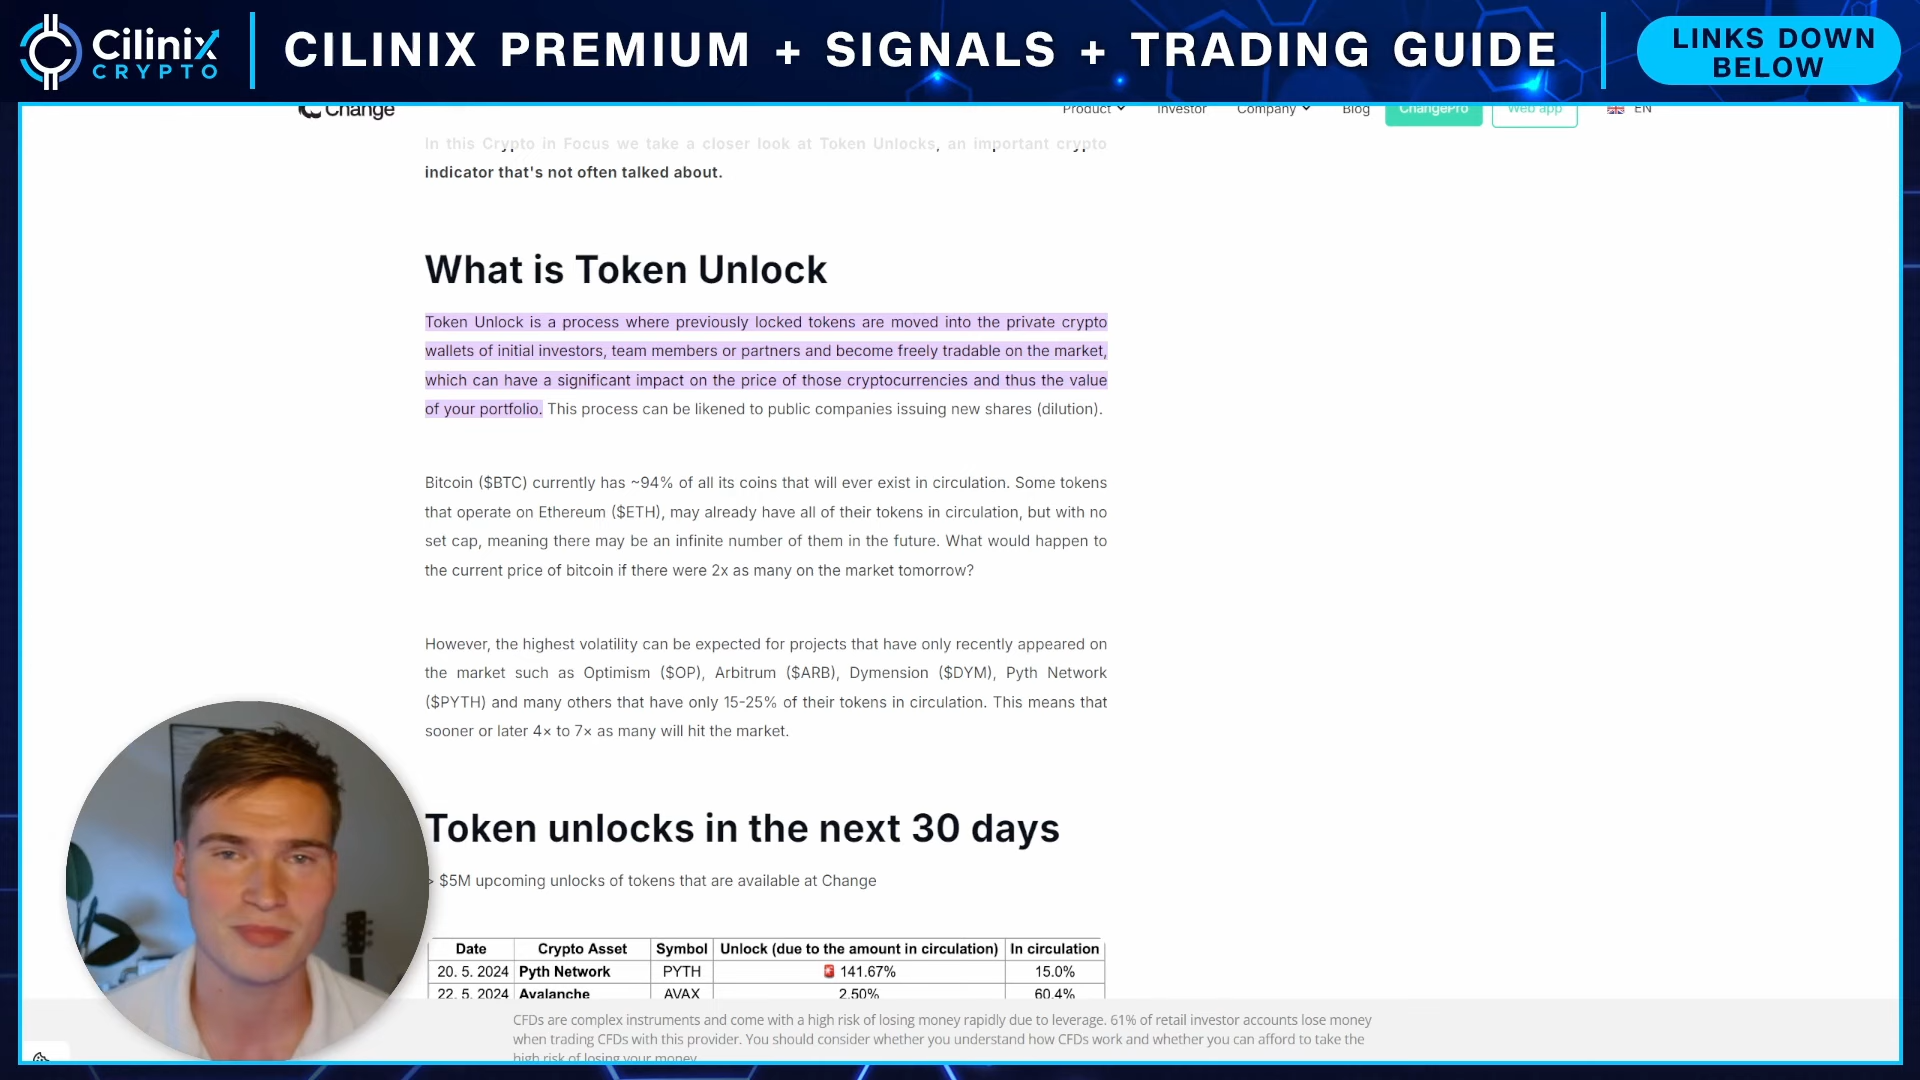 Cilinix
CRYPTO
CILINIX PREMIUM + SIGNALS + TRADING GUIDE
LINKS DOWN
BELOW
Change
Product
Investor
Company
Blog
ChangePro
Web app
EN
In this Crypto in Focus we take a closer look at Token Unlocks, an important crypto
indicator that's not often talked about.
What is Token Unlock
Token Unlock is a process where previously locked tokens are moved into the private crypto
wallets of initial investors, team members or partners and become freely tradable on the market,
which can have a significant impact on the price of those cryptocurrencies and thus the value
of your portfolio. This process can be likened to public companies issuing new shares (dilution).
Bitcoin ($BTC) currently has ~94% of all its coins that will ever exist in circulation. Some tokens
that operate on Ethereum ($ETH), may already have all of their tokens in circulation, but with no
set cap, meaning there may be an infinite number of them in the future. What would happen to
the current price of bitcoin if there were 2x as many on the market tomorrow?
However, the highest volatility can be expected for projects that have only recently appeared on
the market such as Optimism ($OP), Arbitrum ($ARB), Dymension ($DYM), Pyth Network
($PYTH) and many others that have only 15-25% of their tokens in circulation. This means that
sooner or later 4× to 7× as many will hit the market.
Token unlocks in the next 30 days
> $5M upcoming unlocks of tokens that are available at Change
Date Crypto Asset Symbol Unlock (due to the amount in circulation) In circulation
20. 5. 2024 Pyth Network PYTH 🚨 141.67% 15.0%
22. 5. 2024 Avalanche AVAX 2.50% 60.4%
CFDs are complex instruments and come with a high risk of losing money rapidly due to leverage. 61% of retail investor accounts lose money
when trading CFDs with this provider. You should consider whether you understand how CFDs work and whether you can afford to take the
high risk of losing your money